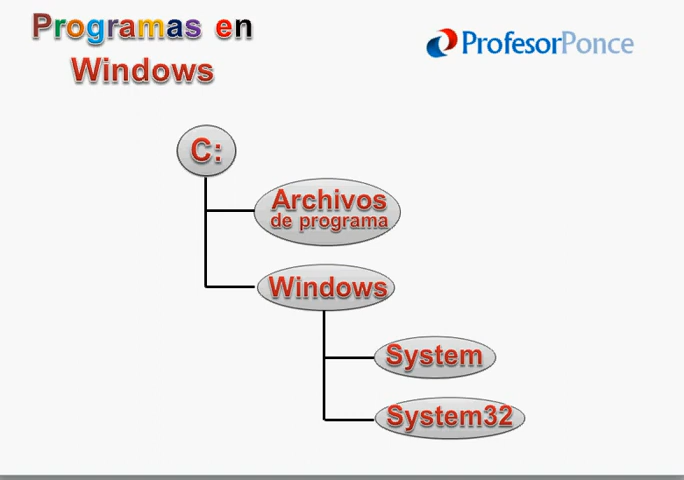 Programas en
Windows
ProfesorPonce
C:
Archivos
de programa
Windows
System
System32